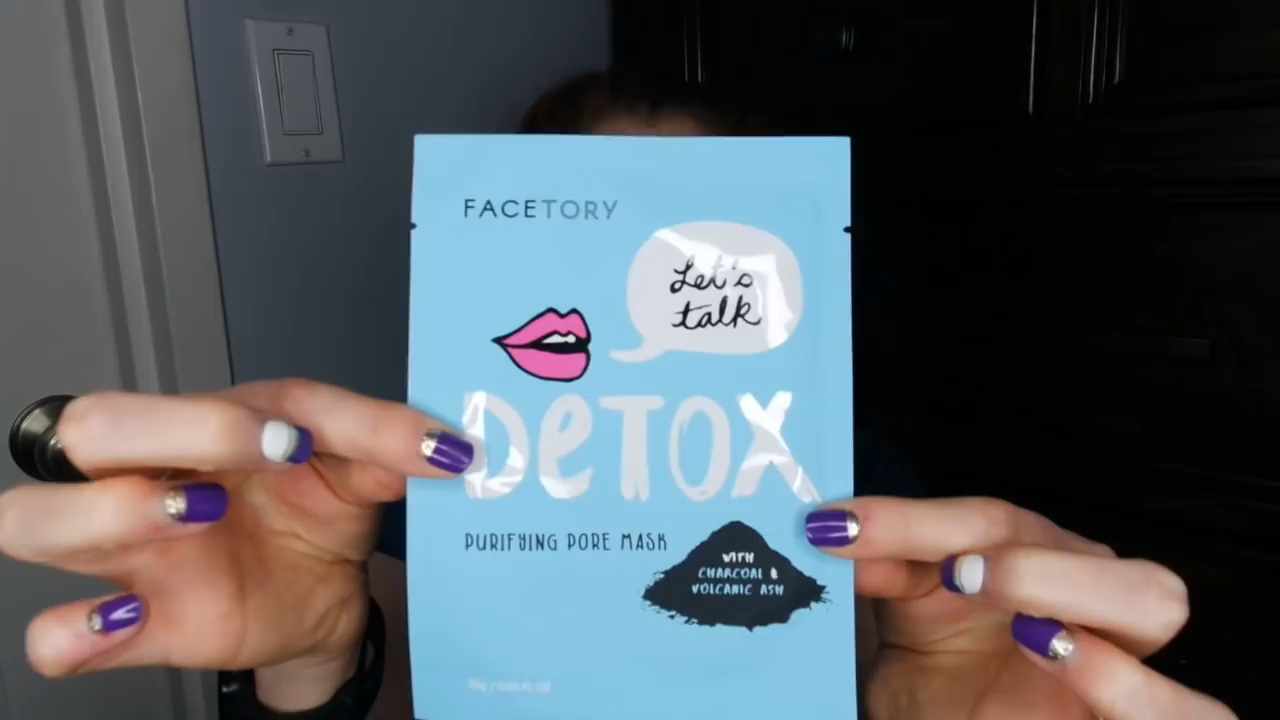 FACETORY
Let's
talk
DETOX
PURIFYING PORE MASK
WITH
CHARCOAL &
VOLCANIC ASH